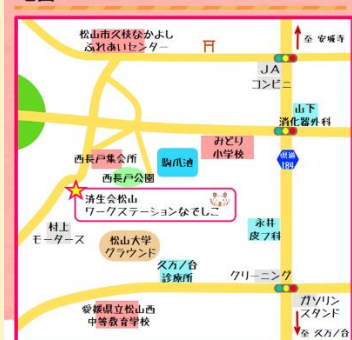 松山市久枝なかよし
ふれあいセンター
至 安城寺
JA
コンビニ
山下
消化器外科
みどり
小学校
県道
184
西長戸集会所
駒爪池
西長戸公園
済生会松山
ワークステーションなでしこ
村上
モータース
松山大学
グラウンド
永井
皮フ科
久万ノ台
診療所
クリーニング
愛媛県立松山西
中等教育学校
ガソリン
スタンド
至 久万ノ台